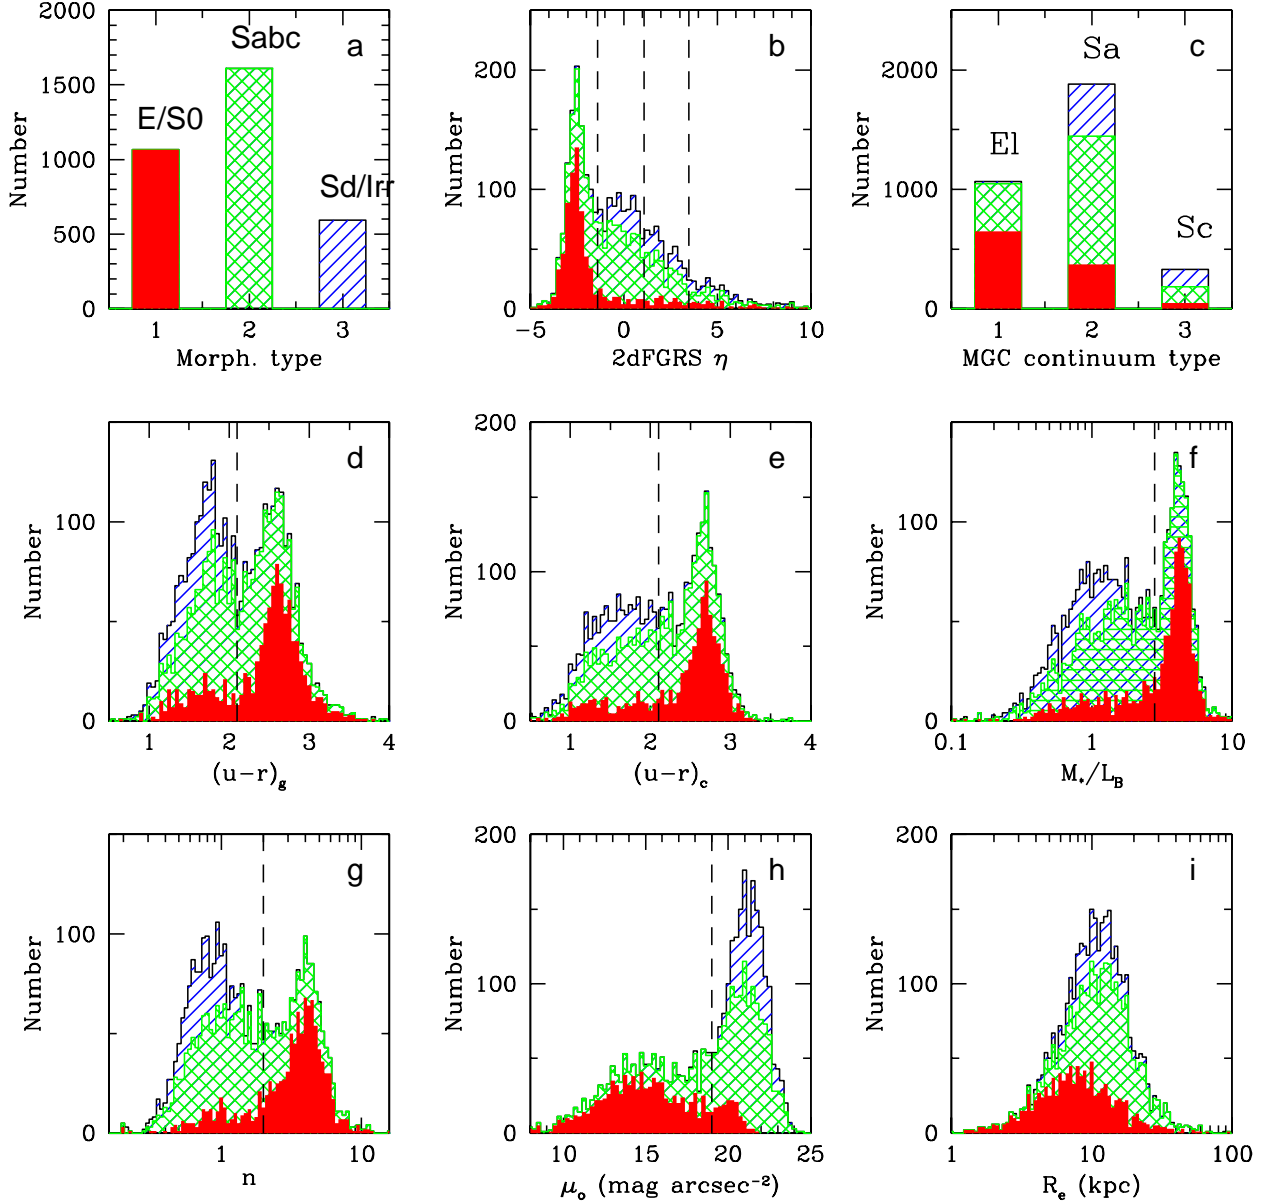 2000
1500
1000
500
0
Number
E/S0
Sabc
Sd/Irr
a
1 2 3
Morph. type
200
100
0
Number
b
−5 0 5 10
2dFGRS η
2000
1000
0
Number
El
Sa
Sc
c
1 2 3
MGC continuum type
100
0
Number
d
1 2 3 4
(u−r)g
200
100
0
Number
e
1 2 3 4
(u−r)c
100
0
Number
f
0.1 1 10
M*/LB
100
0
Number
g
1 10
n
200
100
0
Number
h
10 15 20 25
μo (mag arcsec−2)
200
100
0
Number
i
1 10 100
Re (kpc)